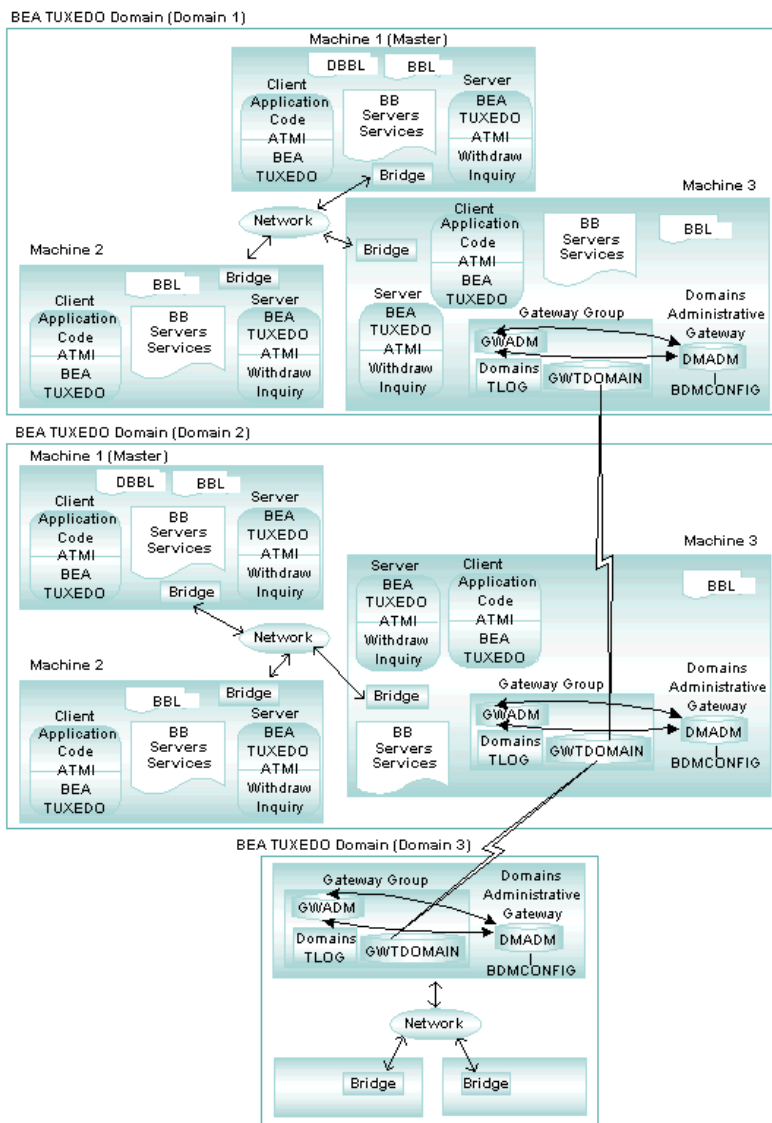 BEA TUXEDO Domain (Domain 1)
Machine 1 (Master)
DBBL
BBL
Client
Application
Code
ATMI
BEA
TUXEDO
BB
Servers
Services
Server
BEA
TUXEDO
ATMI
Withdraw
Inquiry
Bridge
Network
Machine 2
Bridge
BBL
Client
Application
Code
ATMI
BEA
TUXEDO
BB
Servers
Services
Server
BEA
TUXEDO
ATMI
Withdraw
Inquiry
Machine 3
Bridge
Client
Application
Code
ATMI
BEA
TUXEDO
BB
Servers
Services
BBL
Server
BEA
TUXEDO
ATMI
Withdraw
Inquiry
Gateway Group
GWADM
Domains
TLOG
GWTDOMAIN
Domains
Administrative
Gateway
DMADM
BDMCONFIG
BEA TUXEDO Domain (Domain 2)
Machine 1 (Master)
DBBL
BBL
Client
Application
Code
ATMI
BEA
TUXEDO
BB
Servers
Services
Server
BEA
TUXEDO
ATMI
Withdraw
Inquiry
Bridge
Network
Machine 2
Bridge
BBL
Client
Application
Code
ATMI
BEA
TUXEDO
BB
Servers
Services
Server
BEA
TUXEDO
ATMI
Withdraw
Inquiry
Machine 3
Server
BEA
TUXEDO
ATMI
Withdraw
Inquiry
Client
Application
Code
ATMI
BEA
TUXEDO
BBL
Bridge
BB
Servers
Services
Gateway Group
GWADM
Domains
TLOG
GWTDOMAIN
Domains
Administrative
Gateway
DMADM
BDMCONFIG
BEA TUXEDO Domain (Domain 3)
Gateway Group
GWADM
Domains
TLOG
GWTDOMAIN
Domains
Administrative
Gateway
DMADM
BDMCONFIG
Network
Bridge
Bridge